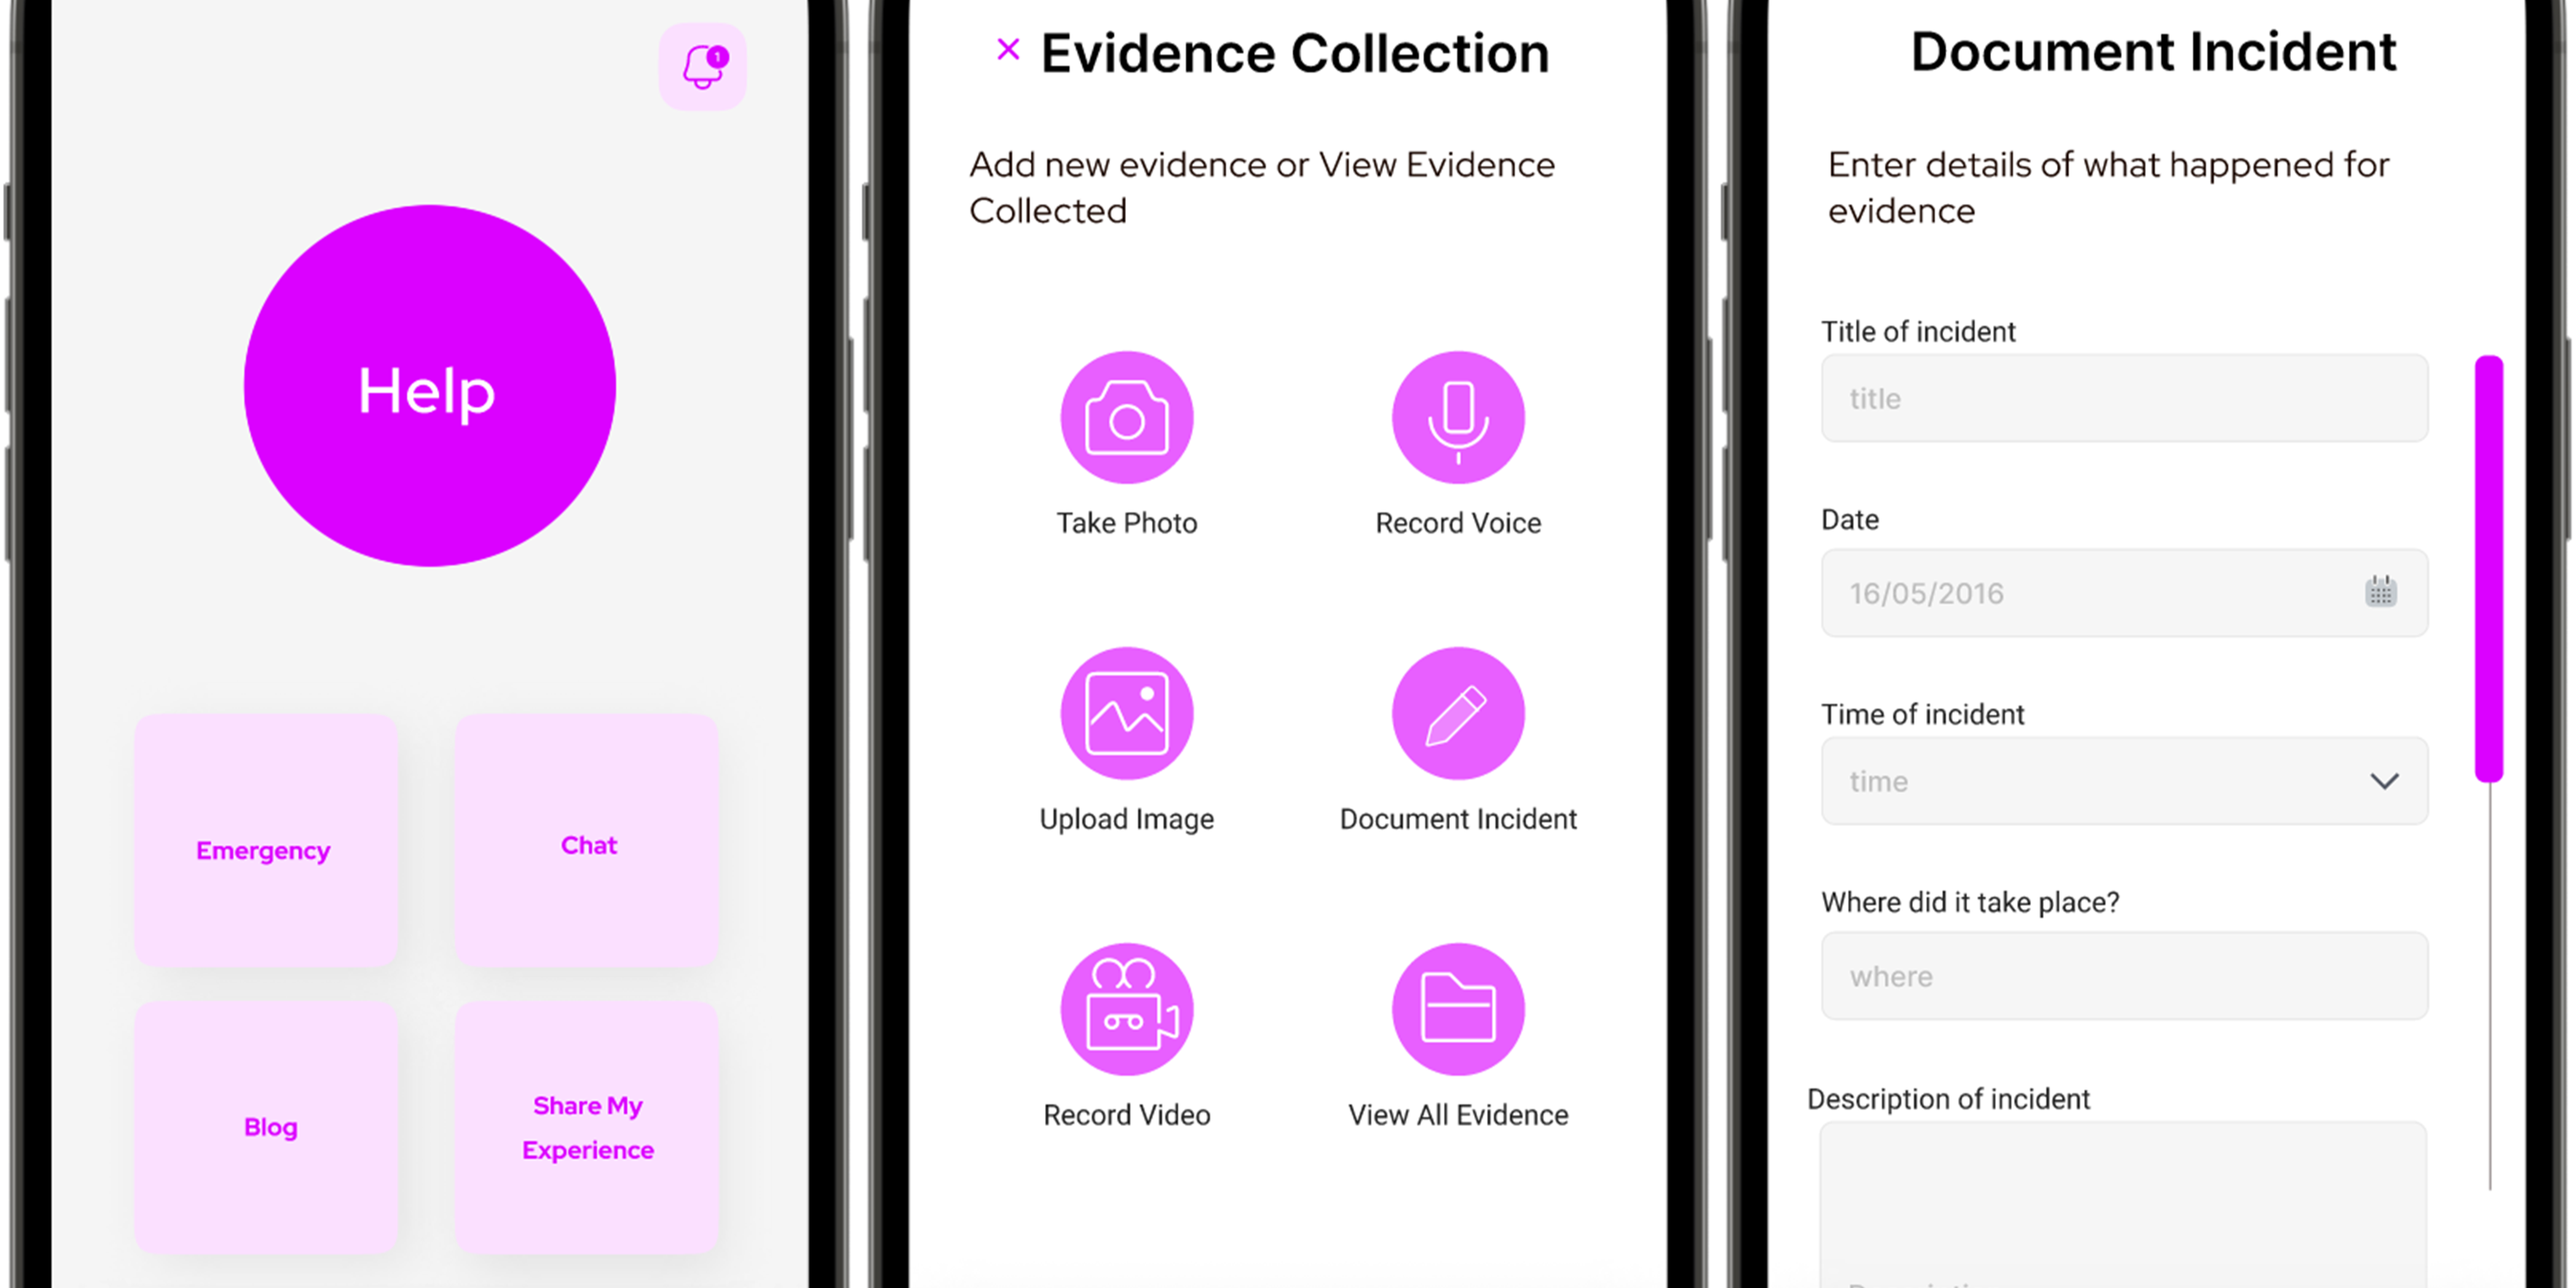 1
Help
Emergency
Chat
Blog
Share My
Experience
Evidence Collection
Add new evidence or View Evidence
Collected
Take Photo
Record Voice
Upload Image
Document Incident
Record Video
View All Evidence
Document Incident
Enter details of what happened for
evidence
Title of incident
title
Date
16/05/2016
Time of incident
time
Where did it take place?
where
Description of incident